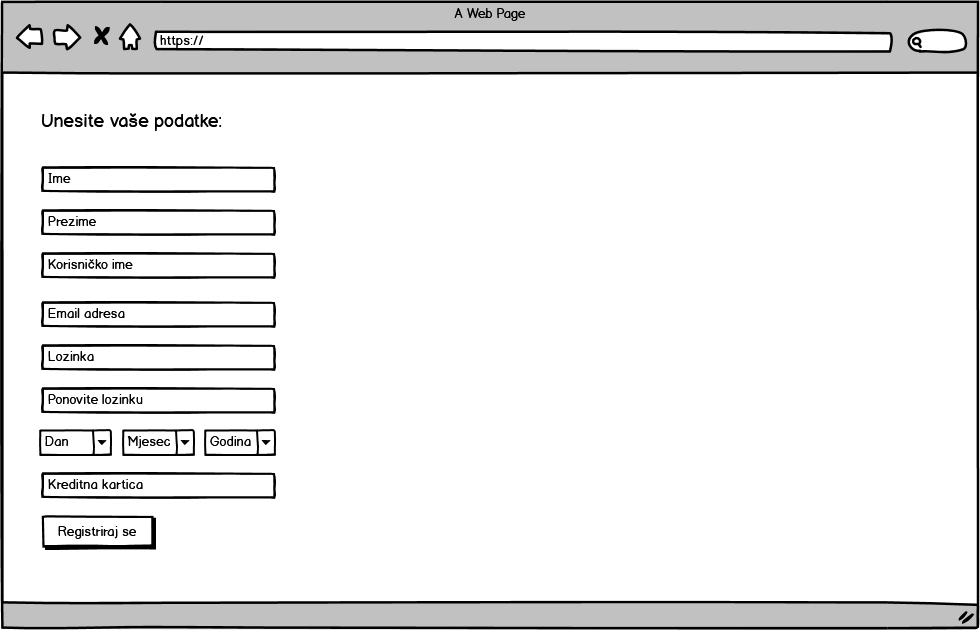 A Web Page
https://
Unesite vaše podatke:
Ime
Prezime
Korisničko ime
Email adresa
Lozinka
Ponovite lozinku
Dan Mjesec Godina
Kreditna kartica
Registriraj se